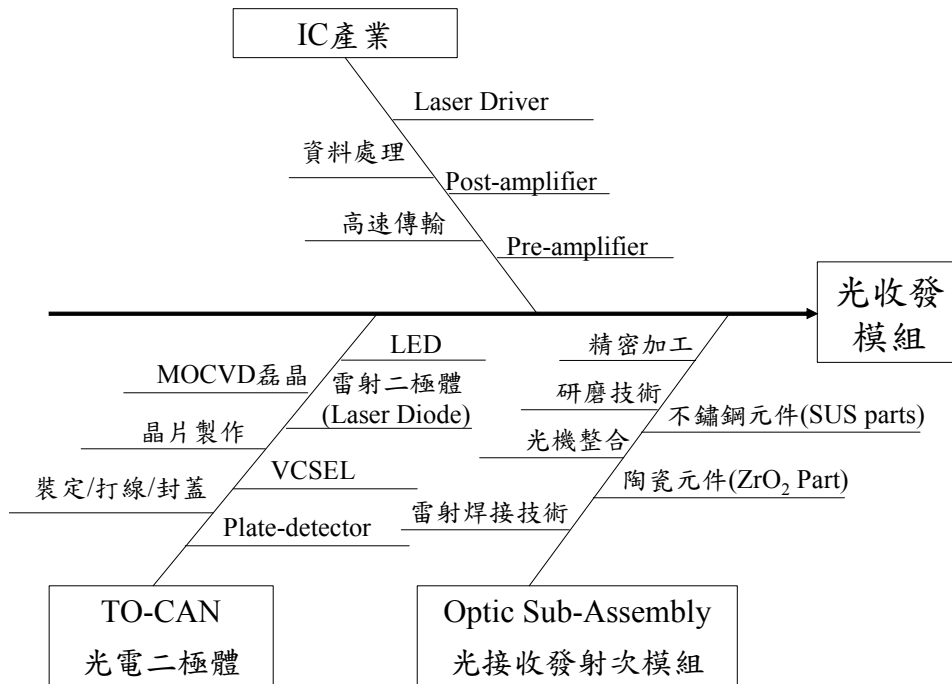 IC產業
Laser Driver
資料處理
Post-amplifier
高速傳輸
Pre-amplifier
光收發
模組
LED
精密加工
MOCVD磊晶
雷射二極體
(Laser Diode)
研磨技術
不鏽鋼元件(SUS parts)
晶片製作
光機整合
VCSEL
陶瓷元件(ZrO₂ Part)
裝定/打線/封蓋
Plate-detector
雷射焊接技術
TO-CAN
光電二極體
Optic Sub-Assembly
光接收發射次模組